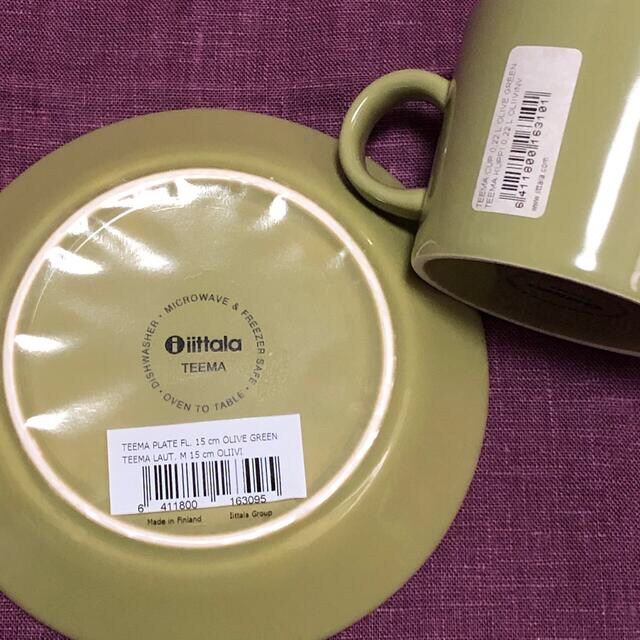 TEEMA CUP 0,22 L OLIVE GREEN
TEEMA KUPPI 0,22 L OLIIVINV
6 411800 163101
www.iittala.com
DISHWASHER • MICROWAVE & FREEZER SAFE • OVEN TO TABLE •
iittala
TEEMA
TEEMA PLATE FL. 15 cm OLIVE GREEN
TEEMA LAUT. M 15 cm OLIIVI
6 411800 163095
Made in Finland Iittala Group